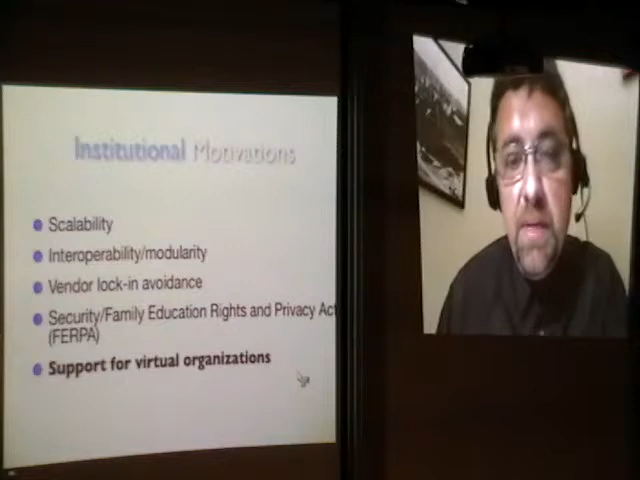 Institutional Motivations
Scalability
Interoperability/modularity
Vendor lock-in avoidance
Security/Family Education Rights and Privacy Act
(FERPA)
Support for virtual organizations